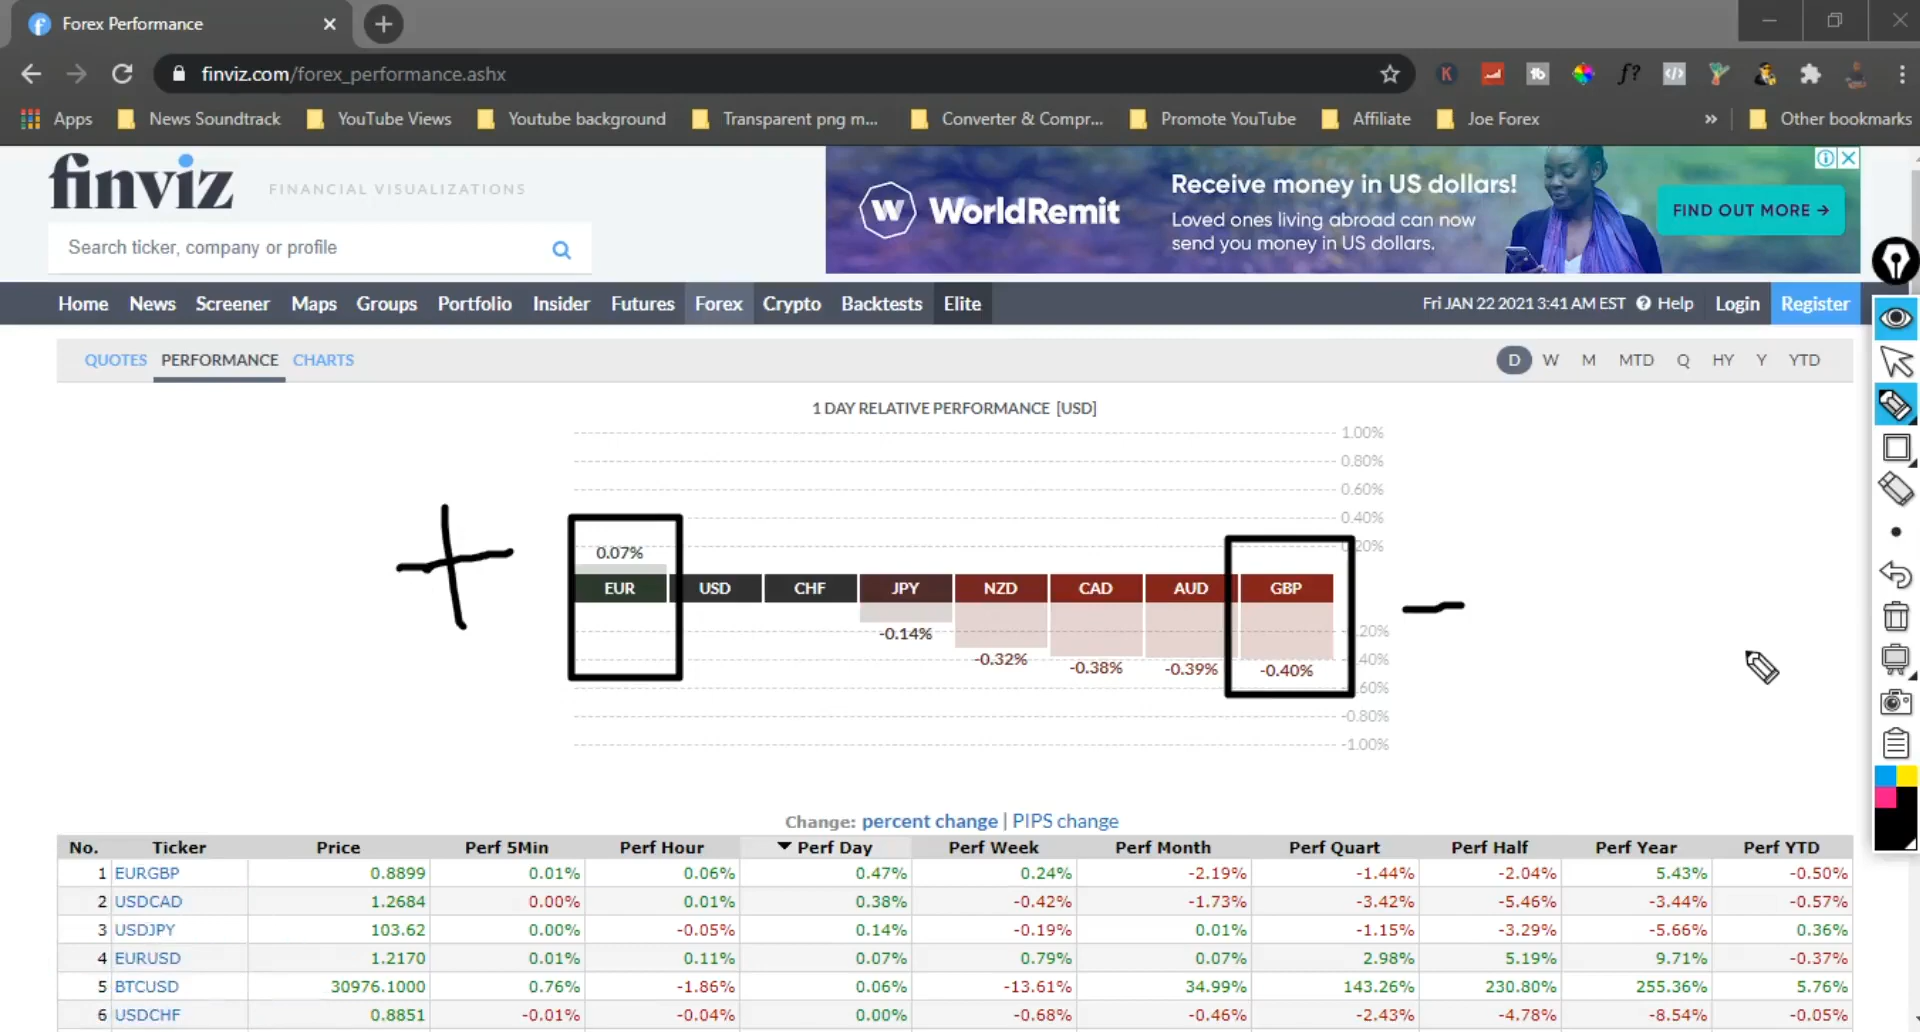 Forex Performance
finviz.com/forex_performance.ashx
Apps News Soundtrack YouTube Views Youtube background Transparent png m... Converter & Compr... Promote YouTube Affiliate Joe Forex » Other bookmarks
finviz FINANCIAL VISUALIZATIONS
Search ticker, company or profile
W WorldRemit
Receive money in US dollars!
Loved ones living abroad can now
send you money in US dollars.
FIND OUT MORE →
Home News Screener Maps Groups Portfolio Insider Futures Forex Crypto Backtests Elite Fri JAN 22 2021 3:41 AM EST Help Login Register
QUOTES PERFORMANCE CHARTS D W M MTD Q HY Y YTD
1 DAY RELATIVE PERFORMANCE [USD]
1.00%
0.80%
0.60%
0.40%
0.20%
0.07%
EUR USD CHF JPY NZD CAD AUD GBP
.20%
-0.14%
-0.32% -0.38% -0.39% -0.40% .40%
.60%
-0.80%
-1.00%
Change: percent change | PIPS change
No. Ticker Price Perf 5Min Perf Hour Perf Day Perf Week Perf Month Perf Quart Perf Half Perf Year Perf YTD
1 EURGBP 0.8899 0.01% 0.06% 0.47% 0.24% -2.19% -1.44% -2.04% 5.43% -0.50%
2 USDCAD 1.2684 0.00% 0.01% 0.38% -0.42% -1.73% -3.42% -5.46% -3.44% -0.57%
3 USDJPY 103.62 0.00% -0.05% 0.14% -0.19% 0.01% -1.15% -3.29% -5.66% 0.36%
4 EURUSD 1.2170 0.01% 0.11% 0.07% 0.79% 0.07% 2.98% 5.19% 9.71% -0.37%
5 BTCUSD 30976.1000 0.76% -1.86% 0.06% -13.61% 34.99% 143.26% 230.80% 255.36% 5.76%
6 USDCHF 0.8851 -0.01% -0.04% 0.00% -0.68% -0.46% -2.43% -4.78% -8.54% -0.05%